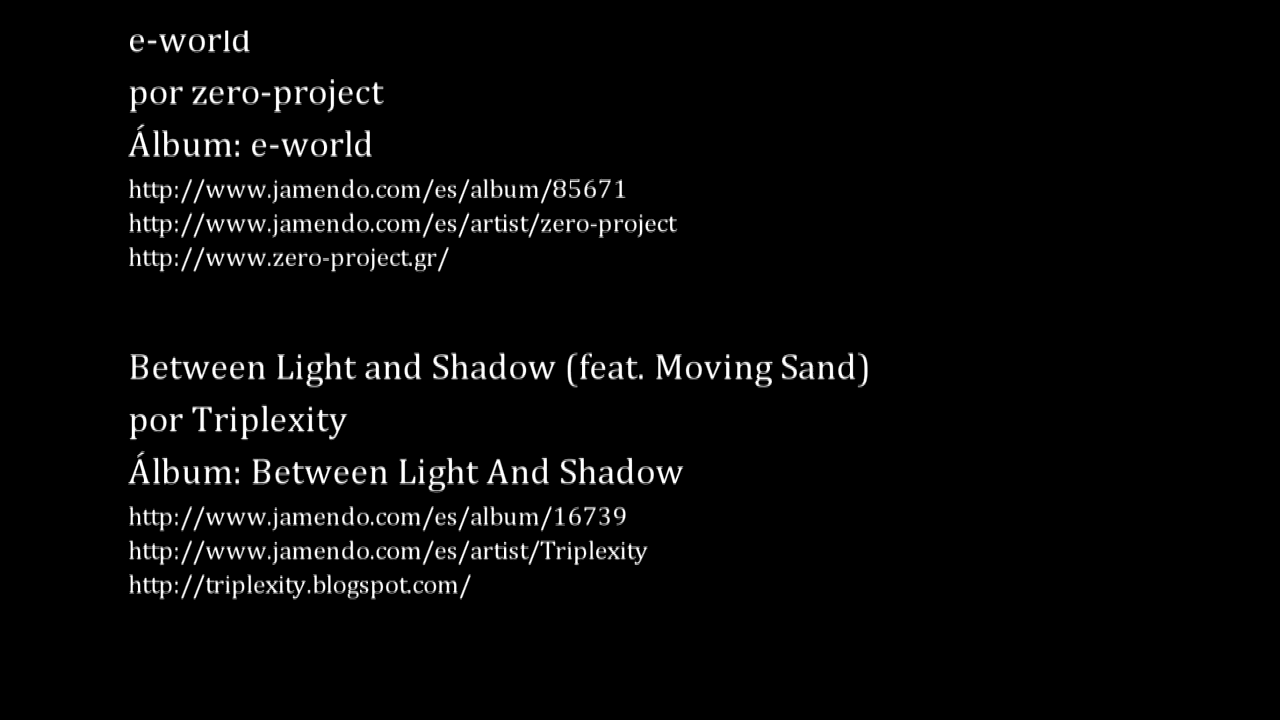 e-world
por zero-project
Álbum: e-world
http://www.jamendo.com/es/album/85671
http://www.jamendo.com/es/artist/zero-project
http://www.zero-project.gr/
Between Light and Shadow (feat. Moving Sand)
por Triplexity
Álbum: Between Light And Shadow
http://www.jamendo.com/es/album/16739
http://www.jamendo.com/es/artist/Triplexity
http://triplexity.blogspot.com/